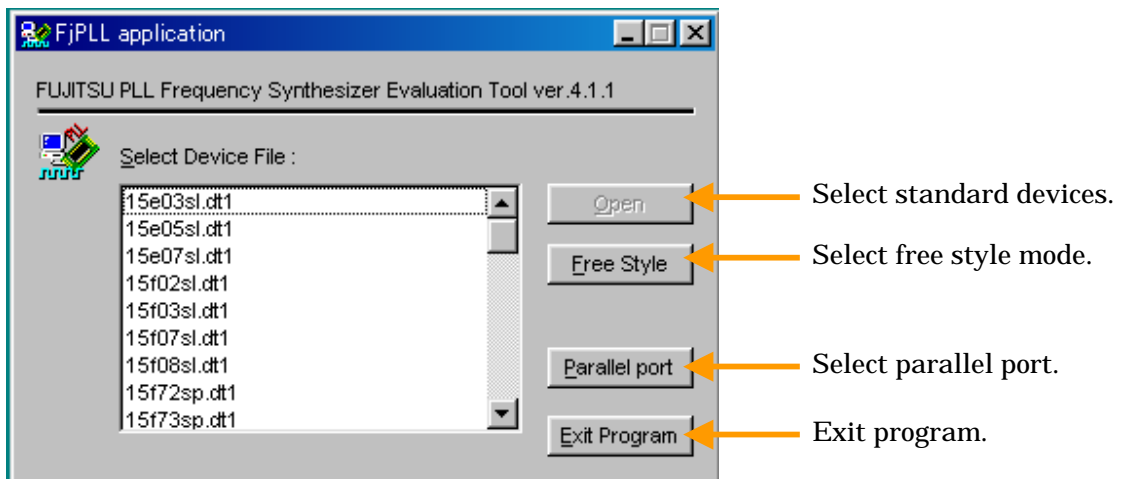 FjPLL application
FUJITSU PLL Frequency Synthesizer Evaluation Tool ver.4.1.1
Select Device File :
15e03sl.dt1
15e05sl.dt1
15e07sl.dt1
15f02sl.dt1
15f03sl.dt1
15f07sl.dt1
15f08sl.dt1
15f72sp.dt1
15f73sp.dt1
Open
Select standard devices.
Free Style
Select free style mode.
Parallel port
Select parallel port.
Exit Program
Exit program.